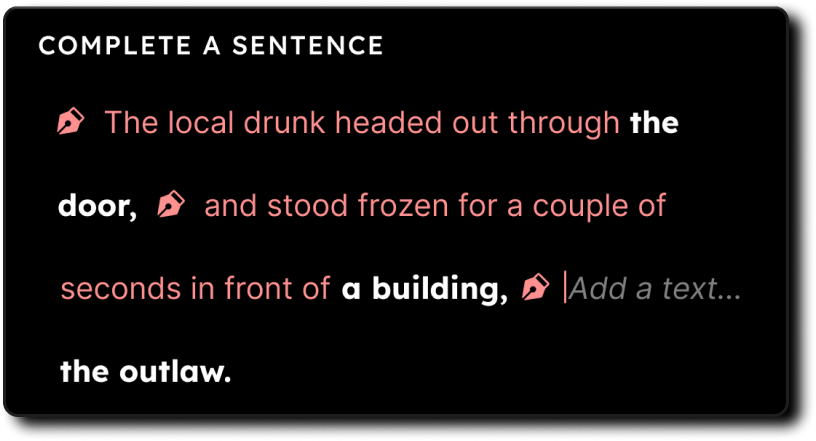 COMPLETE A SENTENCE
The local drunk headed out through the
door, and stood frozen for a couple of
seconds in front of a building, Add a text...
the outlaw.